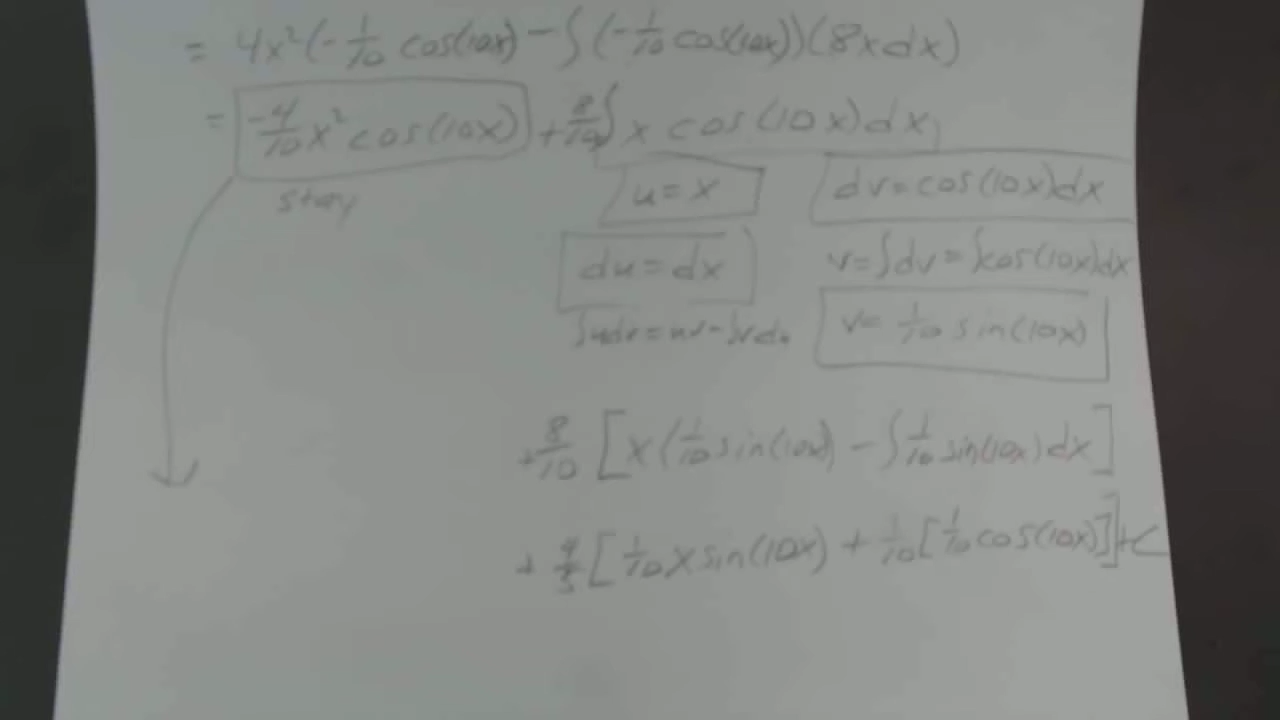 = 4x²(-1/10 cos(10x) - ∫(-1/10 cos(10x))(8x dx)
= -4/10 x² cos(10x) + 8/10 ∫ x cos(10x) dx
stay
u = x
dv = cos(10x)dx
du = dx
v = ∫dv = ∫cos(10x)dx
∫udv = uv - ∫vdu
v = 1/10 sin(10x)
+ 8/10 [x(1/10 sin(10x) - ∫ 1/10 sin(10x) dx]
+ 4/5 [1/10 x sin(10x) + 1/10 [1/10 cos(10x)]] + C